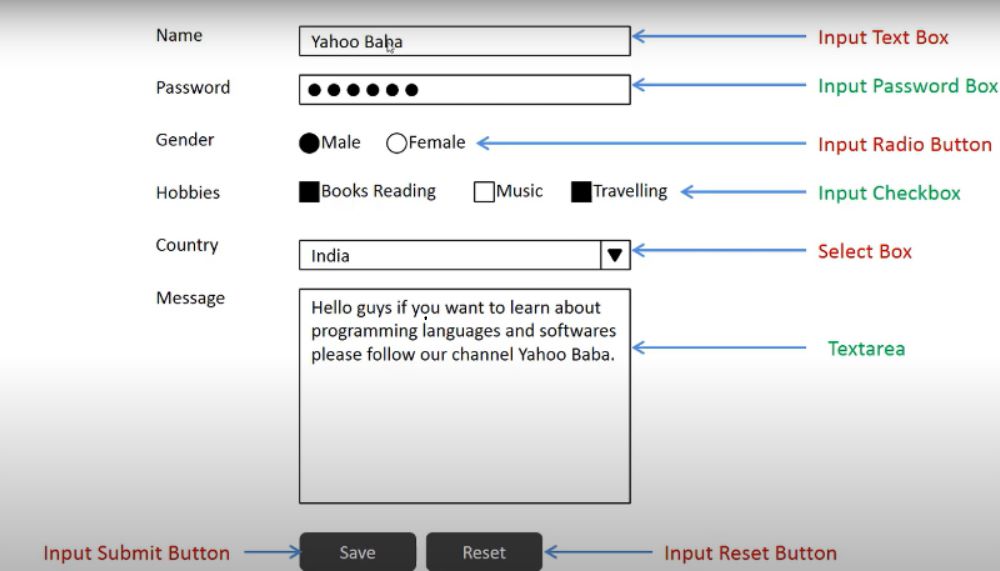 Name Yahoo Baba Input Text Box
Password Input Password Box
Gender Male Female Input Radio Button
Hobbies Books Reading Music Travelling Input Checkbox
Country India Select Box
Message
Hello guys if you want to learn about
programming languages and softwares
please follow our channel Yahoo Baba.
Textarea
Input Submit Button Save Reset Input Reset Button